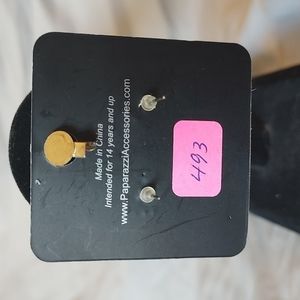 Made in China
Intended for 14 years and up
www.PaparazziAccessories.com
493